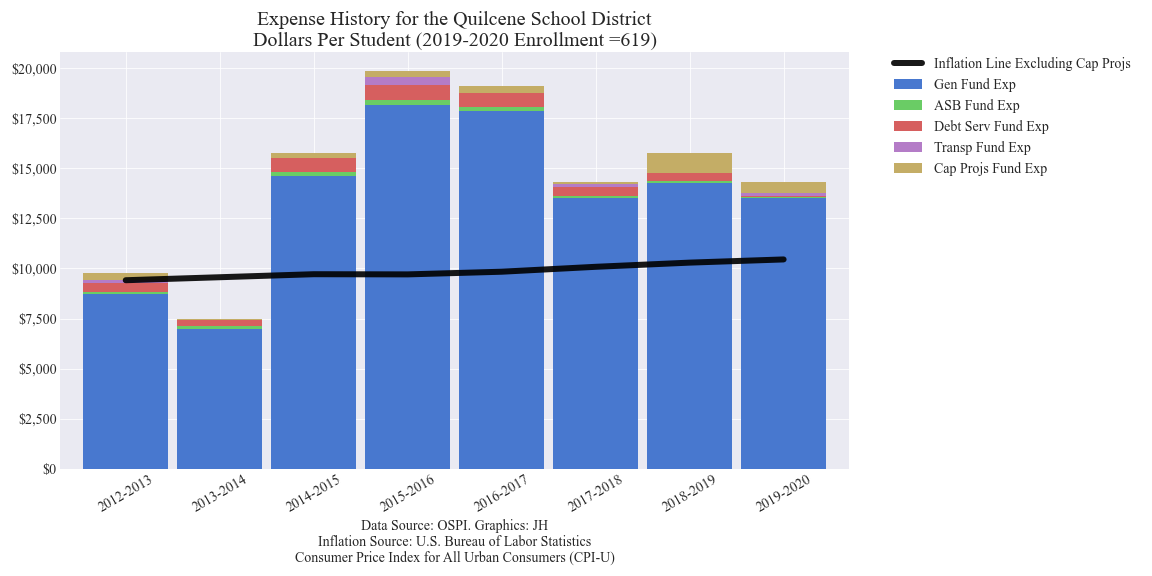 Expense History for the Quilcene School District
Dollars Per Student (2019-2020 Enrollment =619)
$20,000
$17,500
$15,000
$12,500
$10,000
$7,500
$5,000
$2,500
$0
2012-2013
2013-2014
2014-2015
2015-2016
2016-2017
2017-2018
2018-2019
2019-2020
Data Source: OSPI. Graphics: JH
Inflation Source: U.S. Bureau of Labor Statistics
Consumer Price Index for All Urban Consumers (CPI-U)
Inflation Line Excluding Cap Projs
Gen Fund Exp
ASB Fund Exp
Debt Serv Fund Exp
Transp Fund Exp
Cap Projs Fund Exp